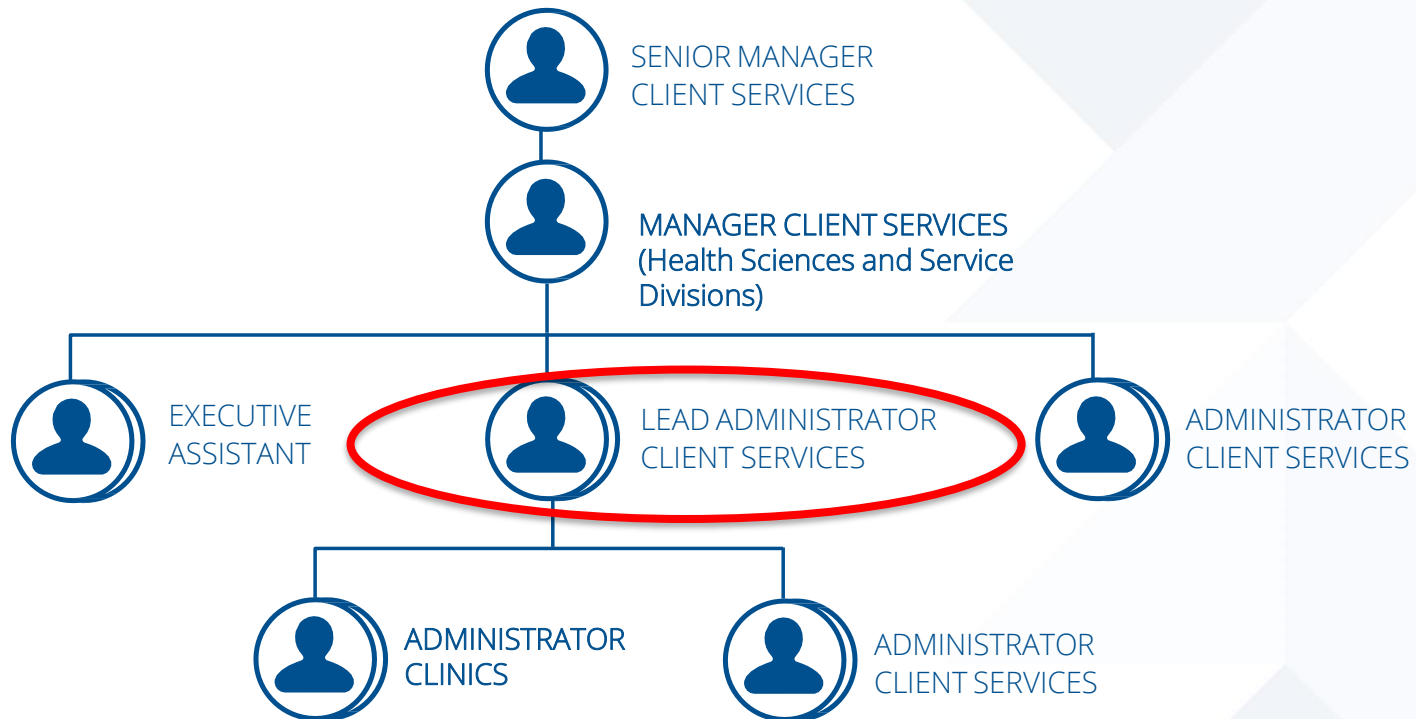 SENIOR MANAGER
CLIENT SERVICES
MANAGER CLIENT SERVICES
(Health Sciences and Service
Divisions)
EXECUTIVE
ASSISTANT
LEAD ADMINISTRATOR
CLIENT SERVICES
ADMINISTRATOR
CLIENT SERVICES
ADMINISTRATOR
CLINICS
ADMINISTRATOR
CLIENT SERVICES